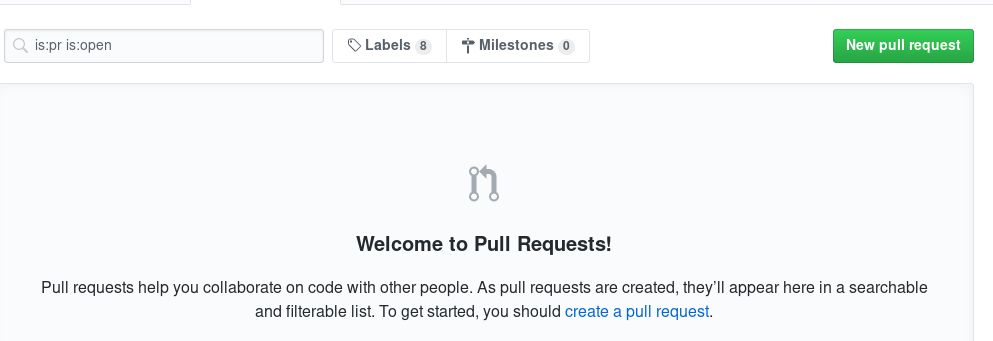 is:pr is:open
Labels 8
Milestones 0
New pull request
Welcome to Pull Requests!
Pull requests help you collaborate on code with other people. As pull requests are created, they’ll appear here in a searchable
and filterable list. To get started, you should create a pull request.